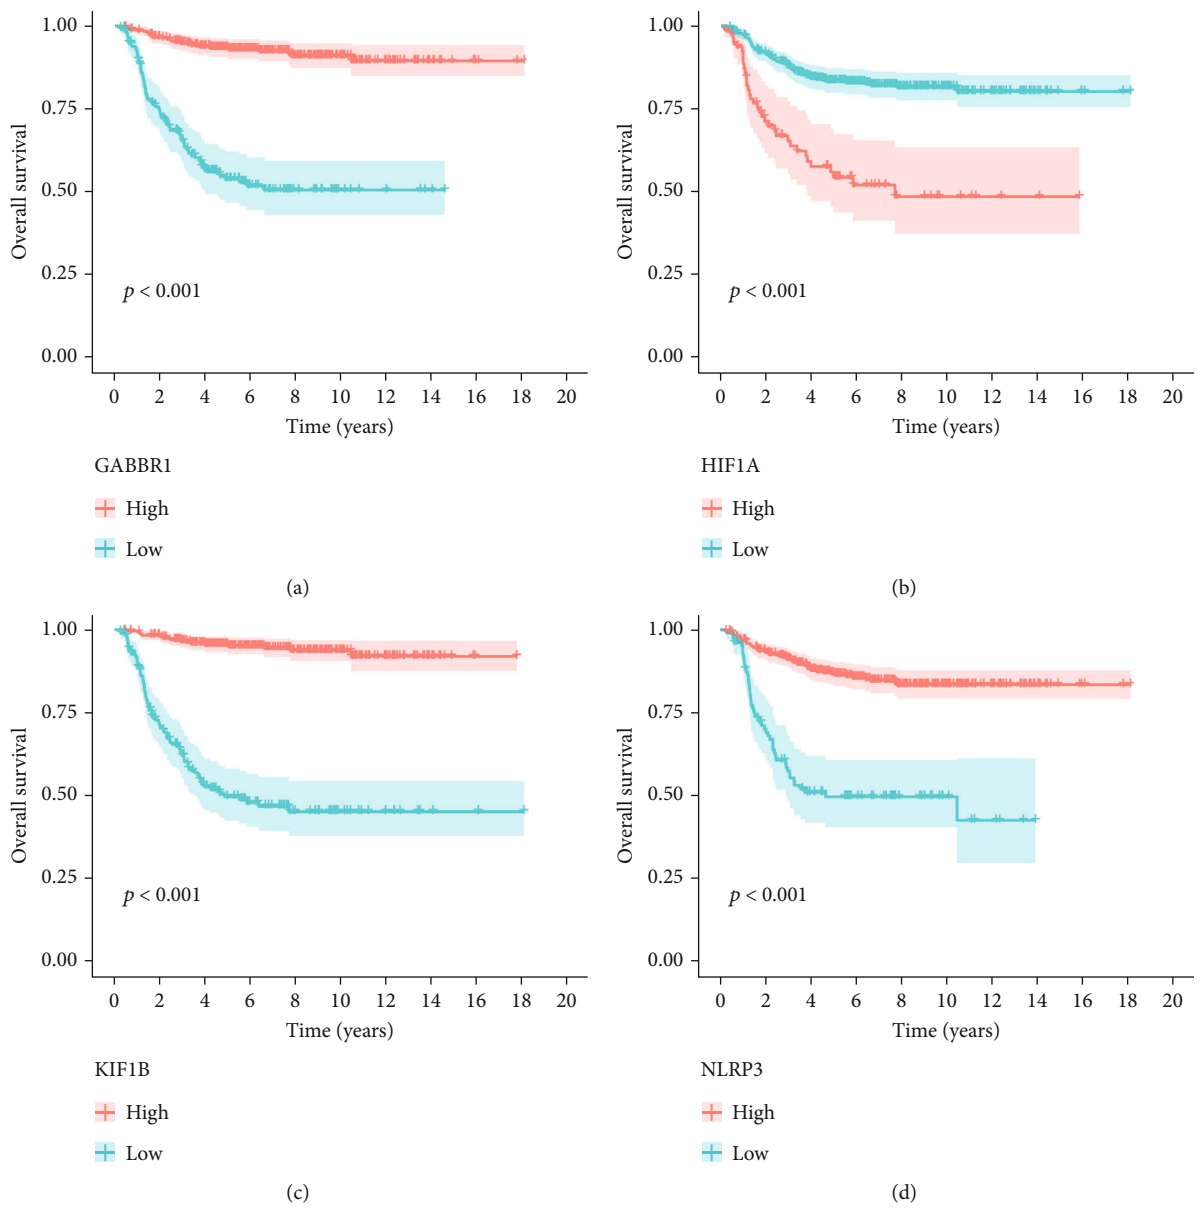 1.00
0.75
0.50
0.25
0.00
Overall survival
p < 0.001
0 2 4 6 8 10 12 14 16 18 20
Time (years)
GABBR1
High
Low
(a)
1.00
0.75
0.50
0.25
0.00
Overall survival
p < 0.001
0 2 4 6 8 10 12 14 16 18 20
Time (years)
HIF1A
High
Low
(b)
1.00
0.75
0.50
0.25
0.00
Overall survival
p < 0.001
0 2 4 6 8 10 12 14 16 18 20
Time (years)
KIF1B
High
Low
(c)
1.00
0.75
0.50
0.25
0.00
Overall survival
p < 0.001
0 2 4 6 8 10 12 14 16 18 20
Time (years)
NLRP3
High
Low
(d)